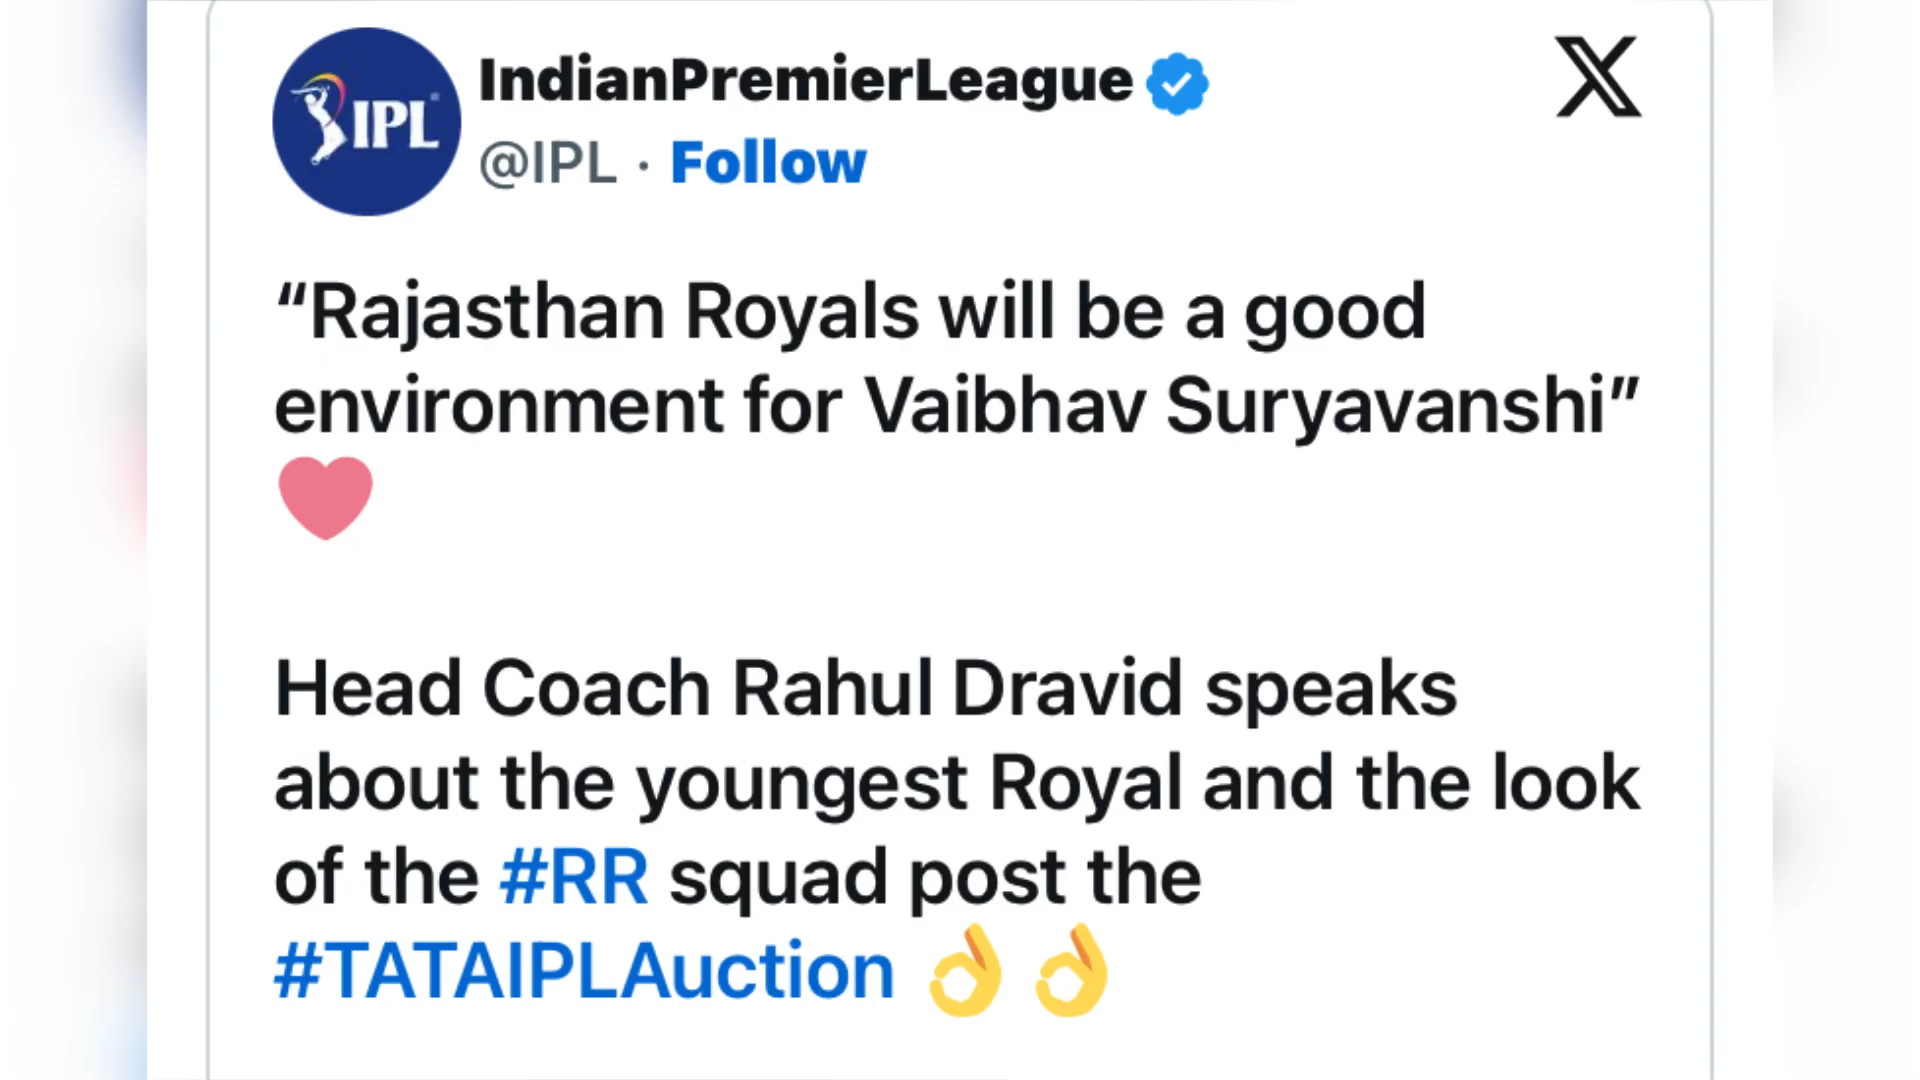 IPL
IndianPremierLeague
@IPL · Follow
“Rajasthan Royals will be a good
environment for Vaibhav Suryavanshi”
Head Coach Rahul Dravid speaks
about the youngest Royal and the look
of the #RR squad post the
#TATAIPLAuction 👌👌